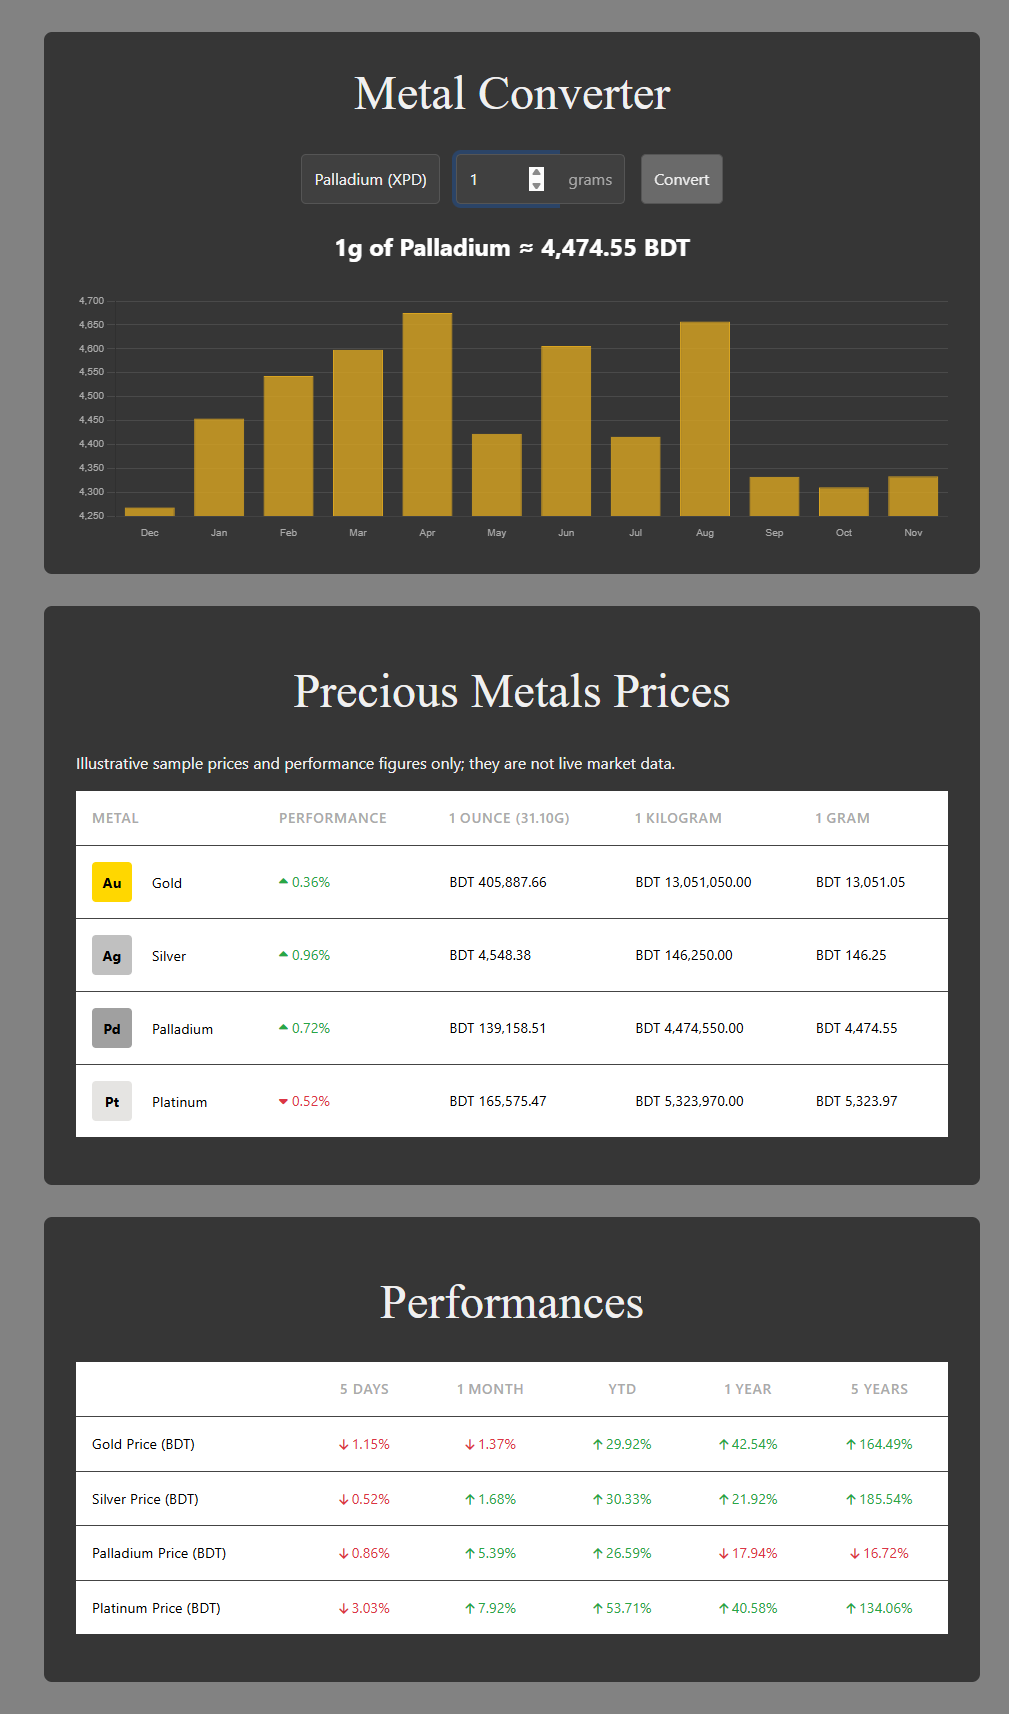 Metal Converter
Palladium (XPD) 1 grams Convert
1g of Palladium ≈ 4,474.55 BDT
4,700
4,650
4,600
4,550
4,500
4,450
4,400
4,350
4,300
4,250
Dec Jan Feb Mar Apr May Jun Jul Aug Sep Oct Nov
Precious Metals Prices
Illustrative sample prices and performance figures only; they are not live market data.
METAL PERFORMANCE 1 OUNCE (31.10G) 1 KILOGRAM 1 GRAM
Au Gold 0.36% BDT 405,887.66 BDT 13,051,050.00 BDT 13,051.05
Ag Silver 0.96% BDT 4,548.38 BDT 146,250.00 BDT 146.25
Pd Palladium 0.72% BDT 139,158.51 BDT 4,474,550.00 BDT 4,474.55
Pt Platinum 0.52% BDT 165,575.47 BDT 5,323,970.00 BDT 5,323.97
Performances
5 DAYS 1 MONTH YTD 1 YEAR 5 YEARS
Gold Price (BDT) ↓ 1.15% ↓ 1.37% ↑ 29.92% ↑ 42.54% ↑ 164.49%
Silver Price (BDT) ↓ 0.52% ↑ 1.68% ↑ 30.33% ↑ 21.92% ↑ 185.54%
Palladium Price (BDT) ↓ 0.86% ↑ 5.39% ↑ 26.59% ↓ 17.94% ↓ 16.72%
Platinum Price (BDT) ↓ 3.03% ↑ 7.92% ↑ 53.71% ↑ 40.58% ↑ 134.06%